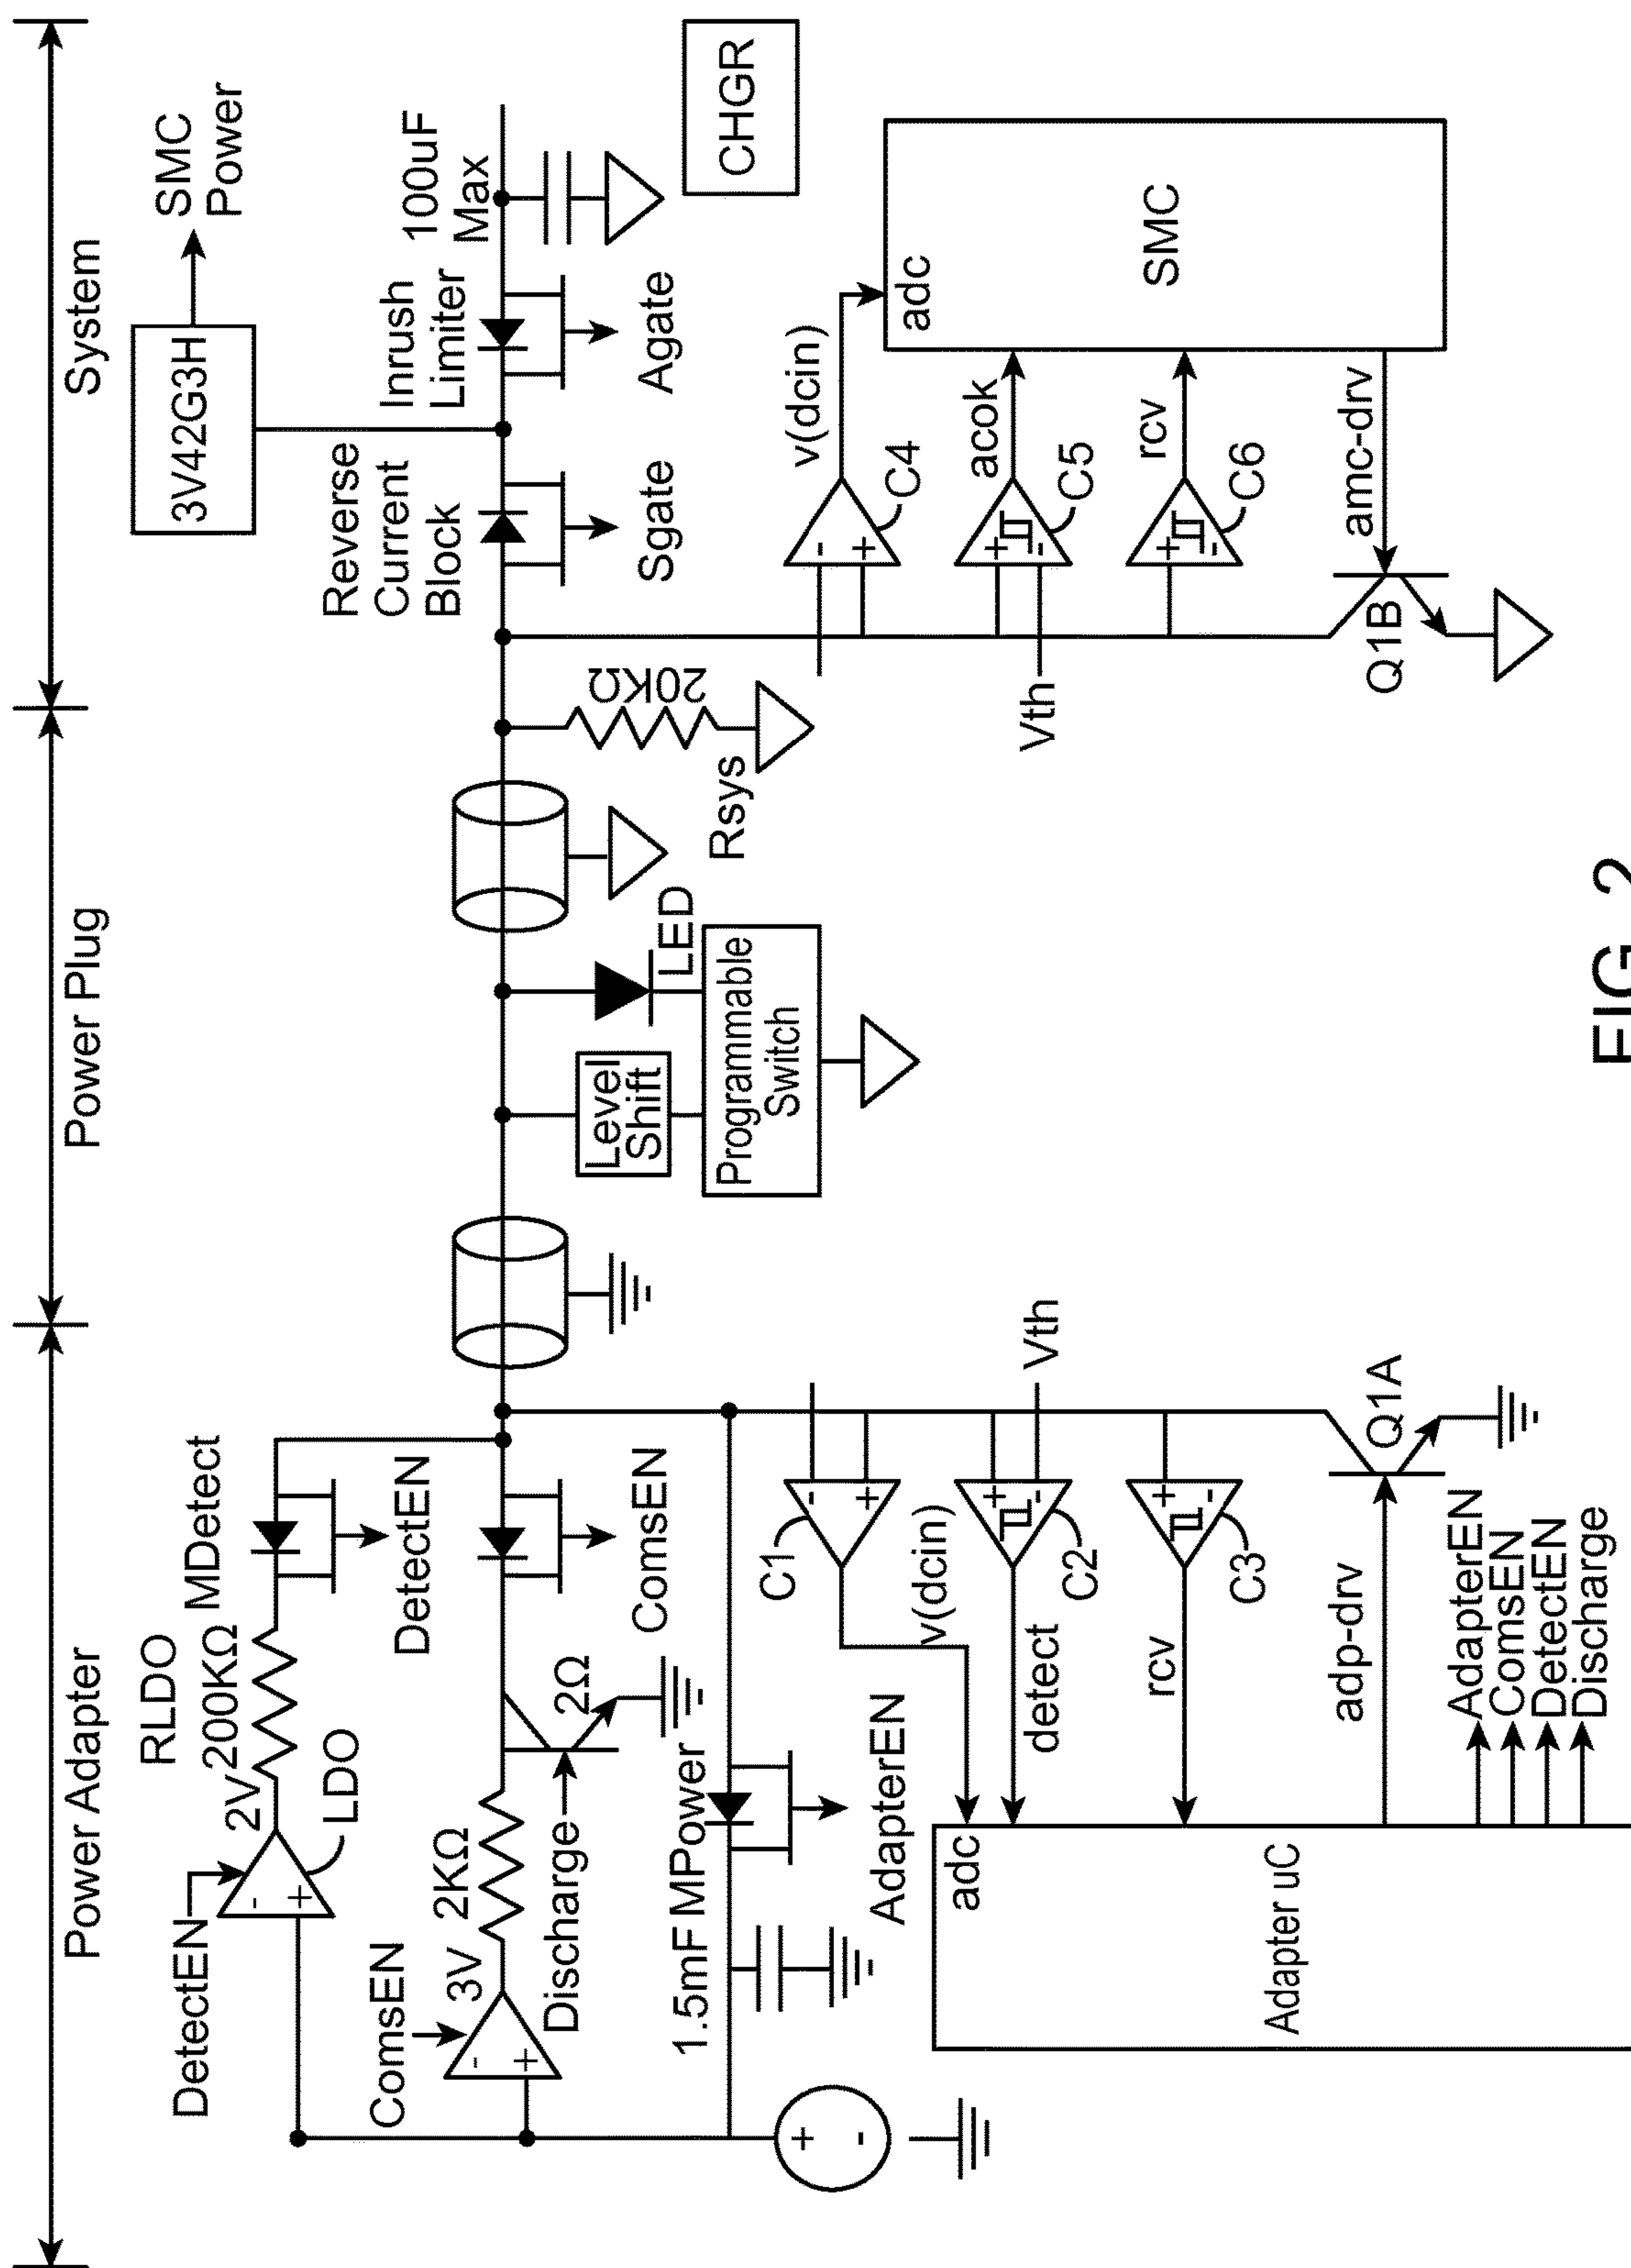 Power Adapter
Power Plug
System
DetectEN
LDO
2V
RLDO
200KΩ
MDetect
DetectEN
ComsEN
3V
2KΩ
Discharge
2Ω
ComsEN
1.5mF
MPower
AdapterEN
C1
v(dcin)
adc
detect
C2
Vth
rcv
C3
adp-drv
Q1A
AdapterEN
ComsEN
DetectEN
Discharge
Adapter uC
Level
Shift
LED
Programmable
Switch
Rsys
20KΩ
Reverse
Current
Block
Sgate
3V42G3H
SMC
Power
Inrush
Limiter
Agate
100uF
Max
CHGR
v(dcin)
C4
adc
acok
C5
Vth
rcv
C6
SMC
amc-drv
Q1B
FIG. 2